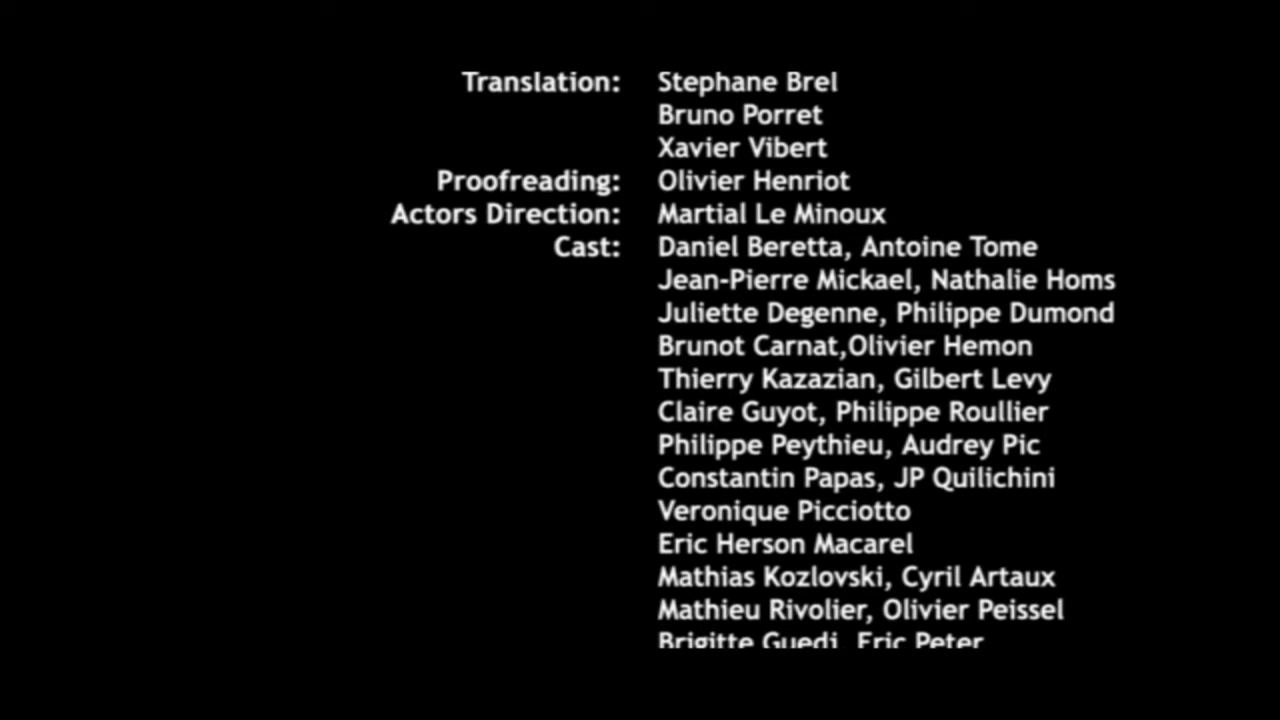 Translation: Stephane Brel
Bruno Porret
Xavier Vibert
Proofreading: Olivier Henriot
Actors Direction: Martial Le Minoux
Cast: Daniel Beretta, Antoine Tome
Jean-Pierre Mickael, Nathalie Homs
Juliette Degenne, Philippe Dumond
Brunot Carnat,Olivier Hemon
Thierry Kazazian, Gilbert Levy
Claire Guyot, Philippe Roullier
Philippe Peythieu, Audrey Pic
Constantin Papas, JP Quilichini
Veronique Picciotto
Eric Herson Macarel
Mathias Kozlovski, Cyril Artaux
Mathieu Rivolier, Olivier Peissel
Brigitte Guedi, Eric Peter